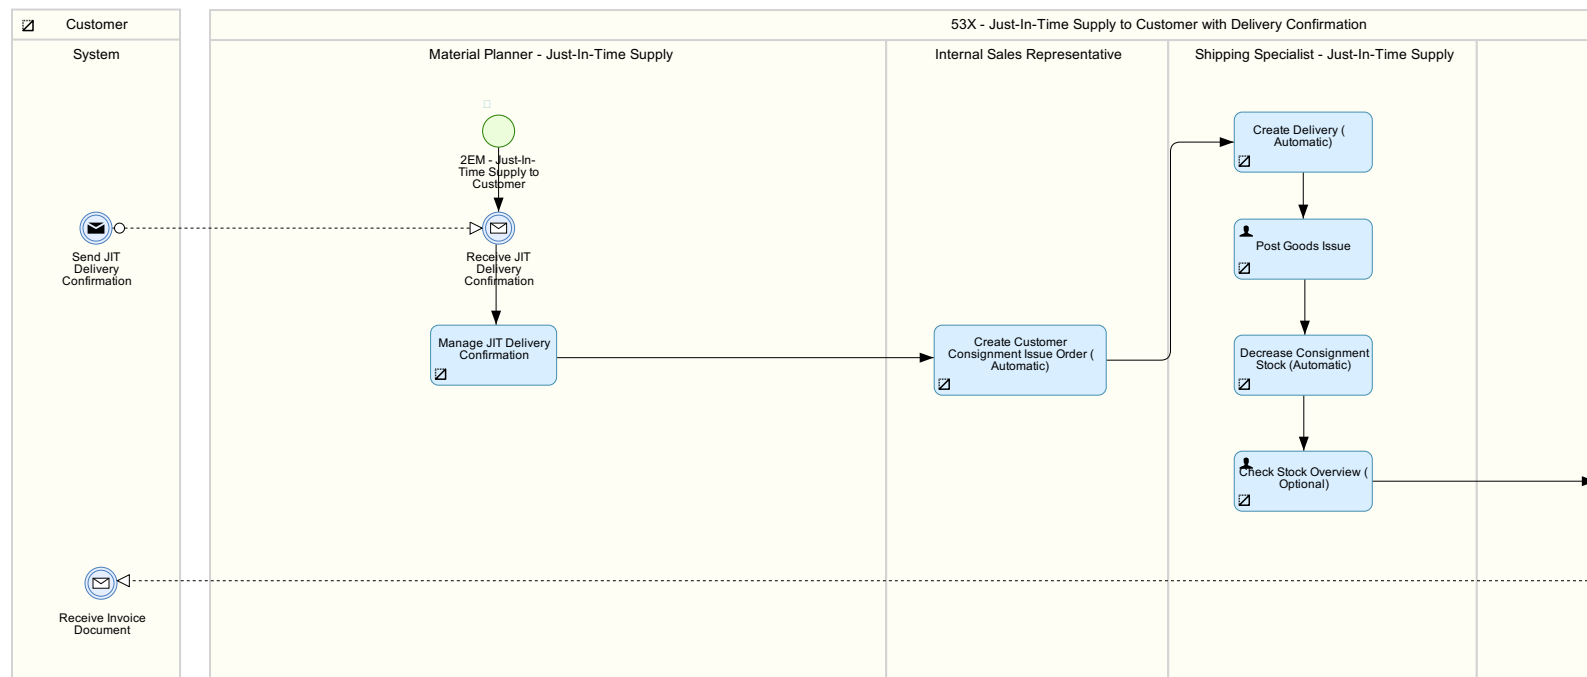 Customer
53X - Just-In-Time Supply to Customer with Delivery Confirmation
System
Material Planner - Just-In-Time Supply
Internal Sales Representative
Shipping Specialist - Just-In-Time Supply
2EM - Just-In-
Time Supply to
Customer
Send JIT
Delivery
Confirmation
Receive JIT
Delivery
Confirmation
Manage JIT Delivery
Confirmation
Create Customer
Consignment Issue Order (
Automatic)
Create Delivery (
Automatic)
Post Goods Issue
Decrease Consignment
Stock (Automatic)
Check Stock Overview (
Optional)
Receive Invoice
Document